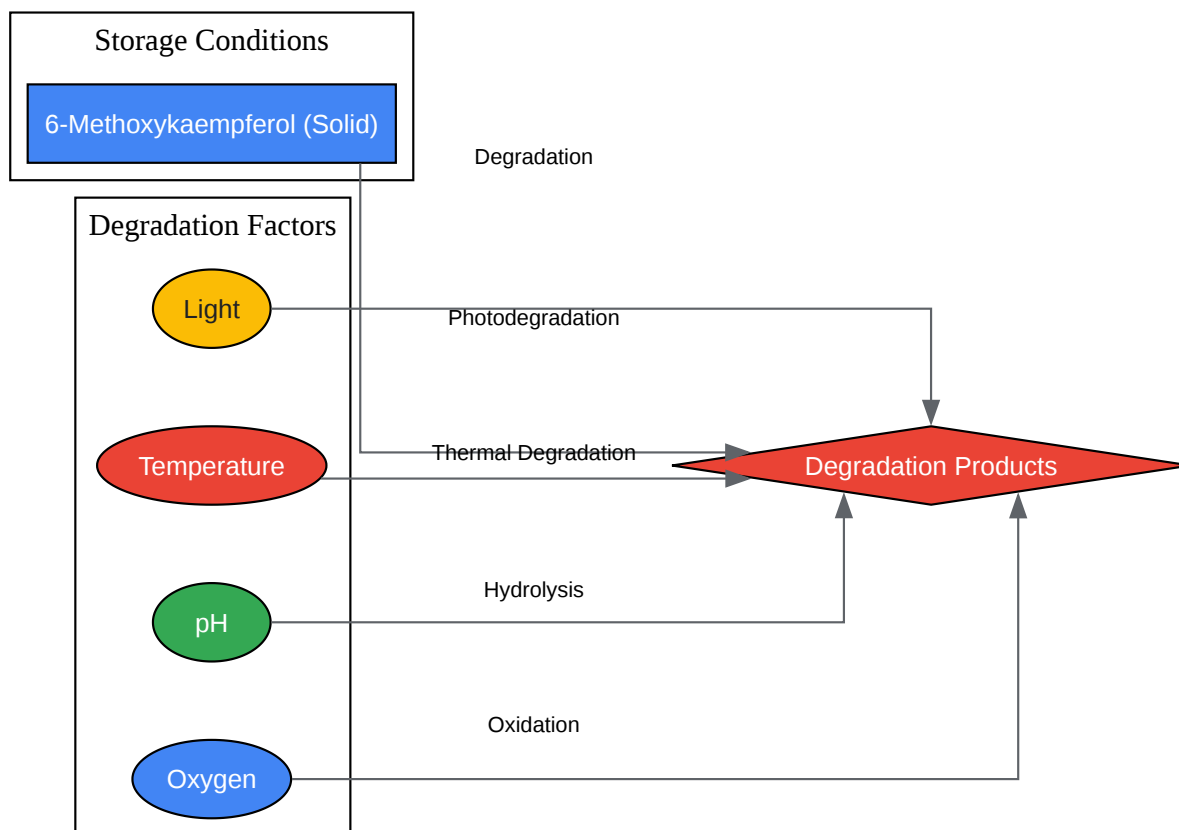 Storage Conditions
6-Methoxykaempferol (Solid)
Degradation
Degradation Factors
Light
Photodegradation
Temperature
Thermal Degradation
Degradation Products
pH
Hydrolysis
Oxygen
Oxidation